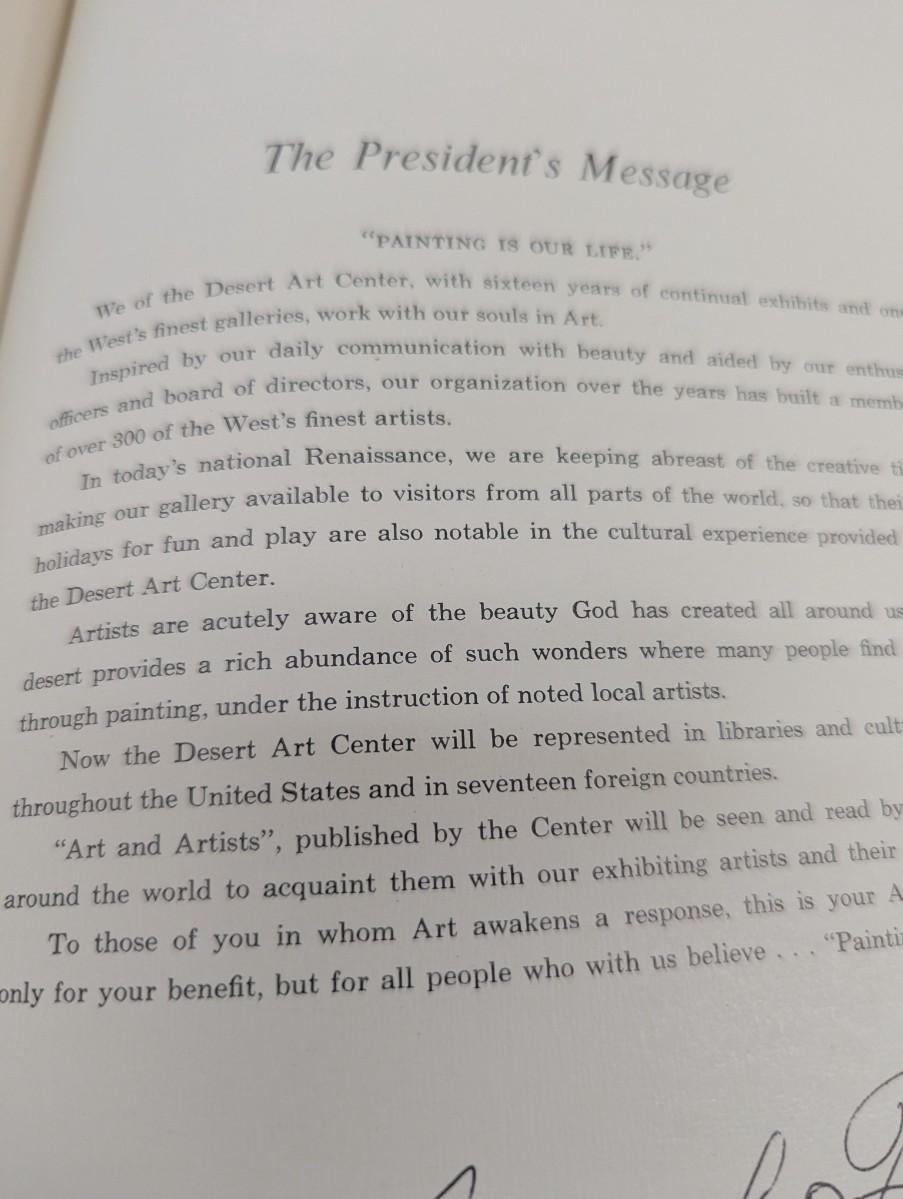 The President's Message
"PAINTING IS OUR LIFE."
We of the Desert Art Center, with sixteen years of continual exhibits and
the West's finest galleries, work with our souls in Art.
Inspired by our daily communication with beauty and aided by our
officers and board of directors, our organization over the years has built a
of over 300 of the West's finest artists.
In today's national Renaissance, we are keeping abreast of the creative
making our gallery available to visitors from all parts of the world, so that
holidays for fun and play are also notable in the cultural experience provided
the Desert Art Center.
Artists are acutely aware of the beauty God has created all around us
desert provides a rich abundance of such wonders where many people find
through painting, under the instruction of noted local artists.
Now the Desert Art Center will be represented in libraries and
throughout the United States and in seventeen foreign countries.
"Art and Artists", published by the Center will be seen and read by
around the world to acquaint them with our exhibiting artists and their
To those of you in whom Art awakens a response, this is your
only for your benefit, but for all people who with us believe . . .